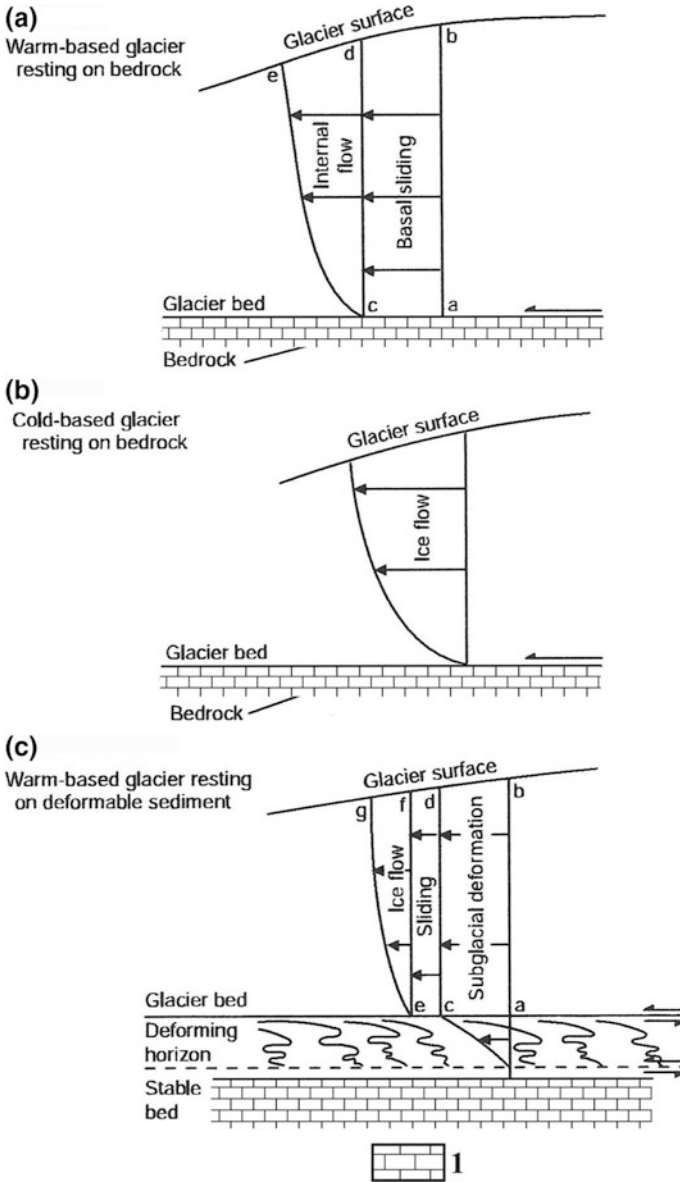 (a)
Warm-based glacier
resting on bedrock
Glacier surface
e
d
b
Internal
flow
Basal sliding
Glacier bed
c
a
Bedrock
(b)
Cold-based glacier
resting on bedrock
Glacier surface
Ice flow
Glacier bed
Bedrock
(c)
Warm-based glacier resting
on deformable sediment
Glacier surface
g
f
d
b
Ice flow
Sliding
Subglacial deformation
Glacier bed
e
c
a
Deforming
horizon
Stable
bed
1